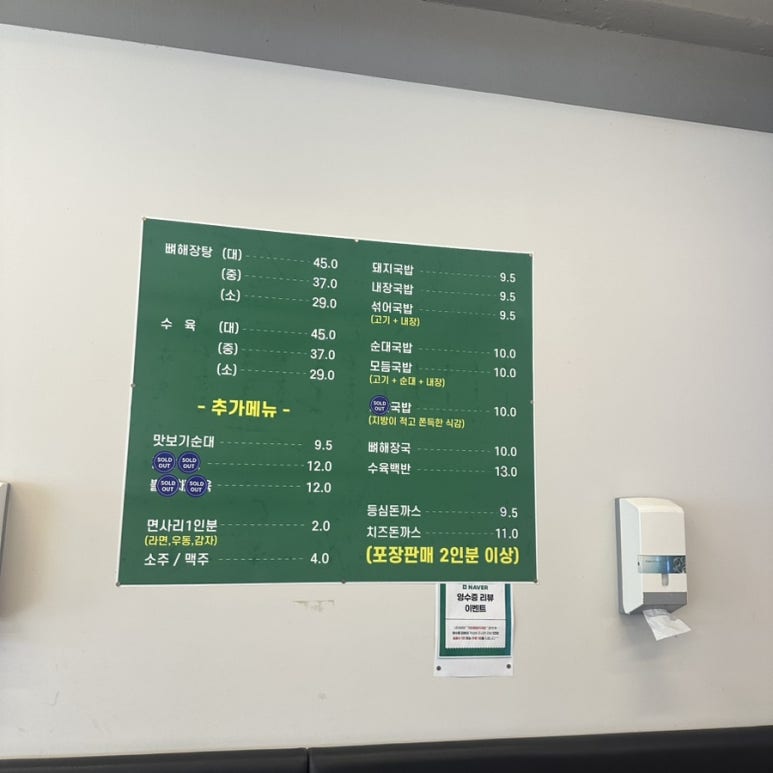 뼈해장탕 (대) 45.0
(중) 37.0
(소) 29.0
수 육 (대) 45.0
(중) 37.0
(소) 29.0
- 추가메뉴 -
맛보기순대 9.5
SOLD OUT SOLD OUT 12.0
SOLD OUT SOLD OUT 12.0
면사리1인분 2.0
(라면,우동,감자)
소주 / 맥주 4.0
돼지국밥 9.5
내장국밥 9.5
섞어국밥 9.5
(고기 + 내장)
순대국밥 10.0
모듬국밥 10.0
(고기 + 순대 + 내장)
SOLD OUT 국밥 10.0
(지방이 적고 쫀득한 식감)
뼈해장국 10.0
수육백반 13.0
등심돈까스 9.5
치즈돈까스 11.0
(포장판매 2인분 이상)
NAVER
영수증 리뷰
이벤트